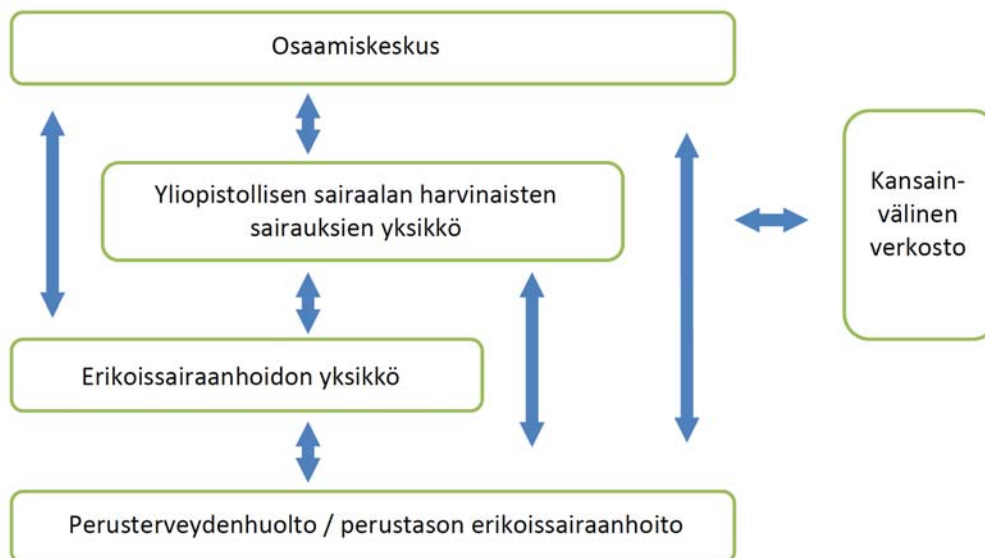 Osaamiskeskus
Yliopistollisen sairaalan harvinaisten
sairauksien yksikkö
Kansain-
välinen
verkosto
Erikoissairaanhoidon yksikkö
Perusterveydenhuolto / perustason erikoissairaanhoito